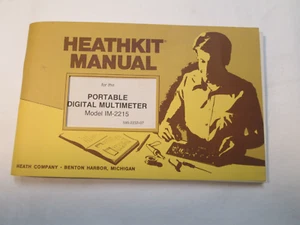 HEATHKIT
MANUAL
for the
PORTABLE
DIGITAL MULTIMETER
Model IM-2215
HEATH COMPANY • BENTON HARBOR, MICHIGAN